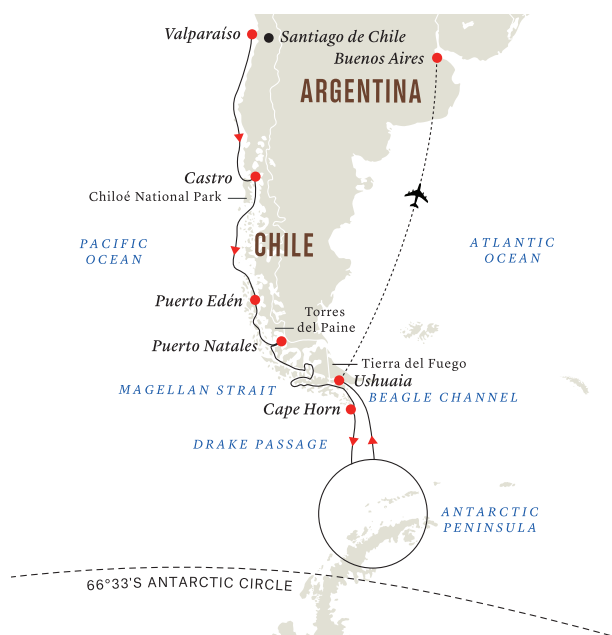 Valparaíso
Santiago de Chile
Buenos Aires
ARGENTINA
Castro
Chiloé National Park
CHILE
PACIFIC
OCEAN
ATLANTIC
OCEAN
Puerto Edén
Torres
del Paine
Puerto Natales
Tierra del Fuego
Ushuaia
MAGELLAN STRAIT
BEAGLE CHANNEL
Cape Horn
DRAKE PASSAGE
ANTARCTIC
PENINSULA
66°33'S ANTARCTIC CIRCLE